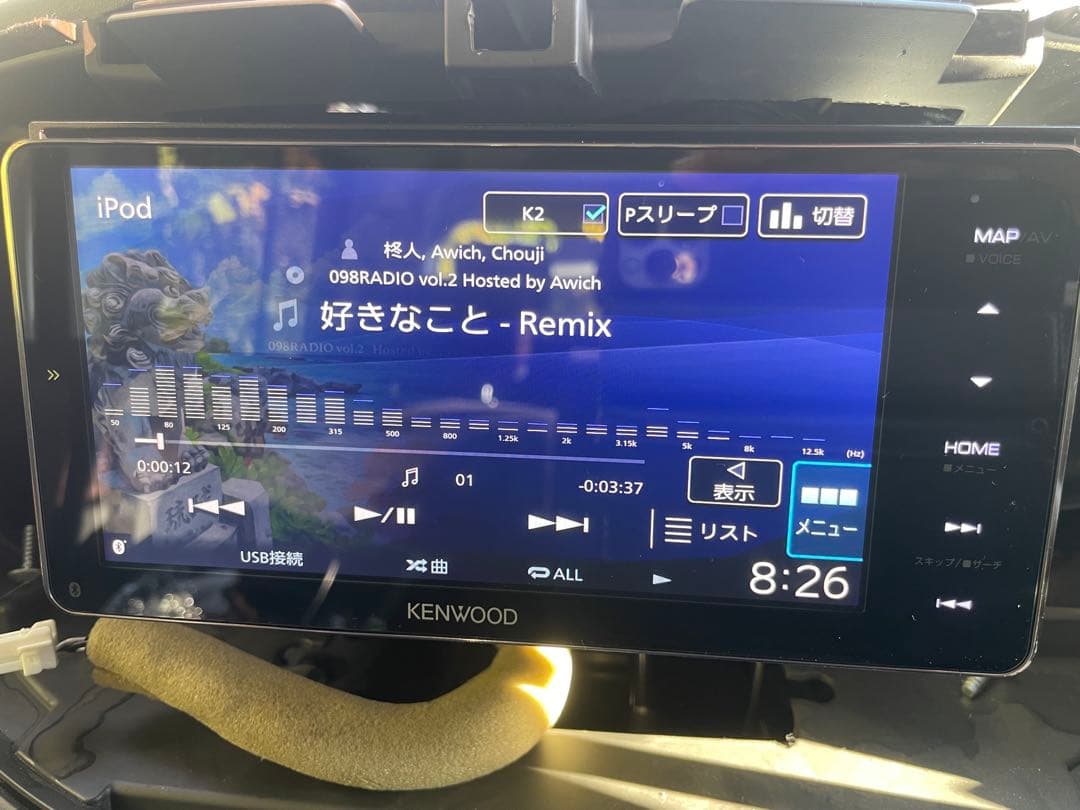 iPod
K2
Pスリープ
切替
柊人, Awich, Chouji
098RADIO vol.2 Hosted by Awich
好きなこと - Remix
098RADIO vol.2 Hosted
50 80 125 200 315 500 800 1.25k 2k 3.15k 5k 8k 12.5k (Hz)
0:00:12
01
-0:03:37
表示
リスト
メニュー
USB接続
曲
ALL
8:26
KENWOOD
MAP/AV
VOICE
HOME
メニュー
スキップ/サーチ